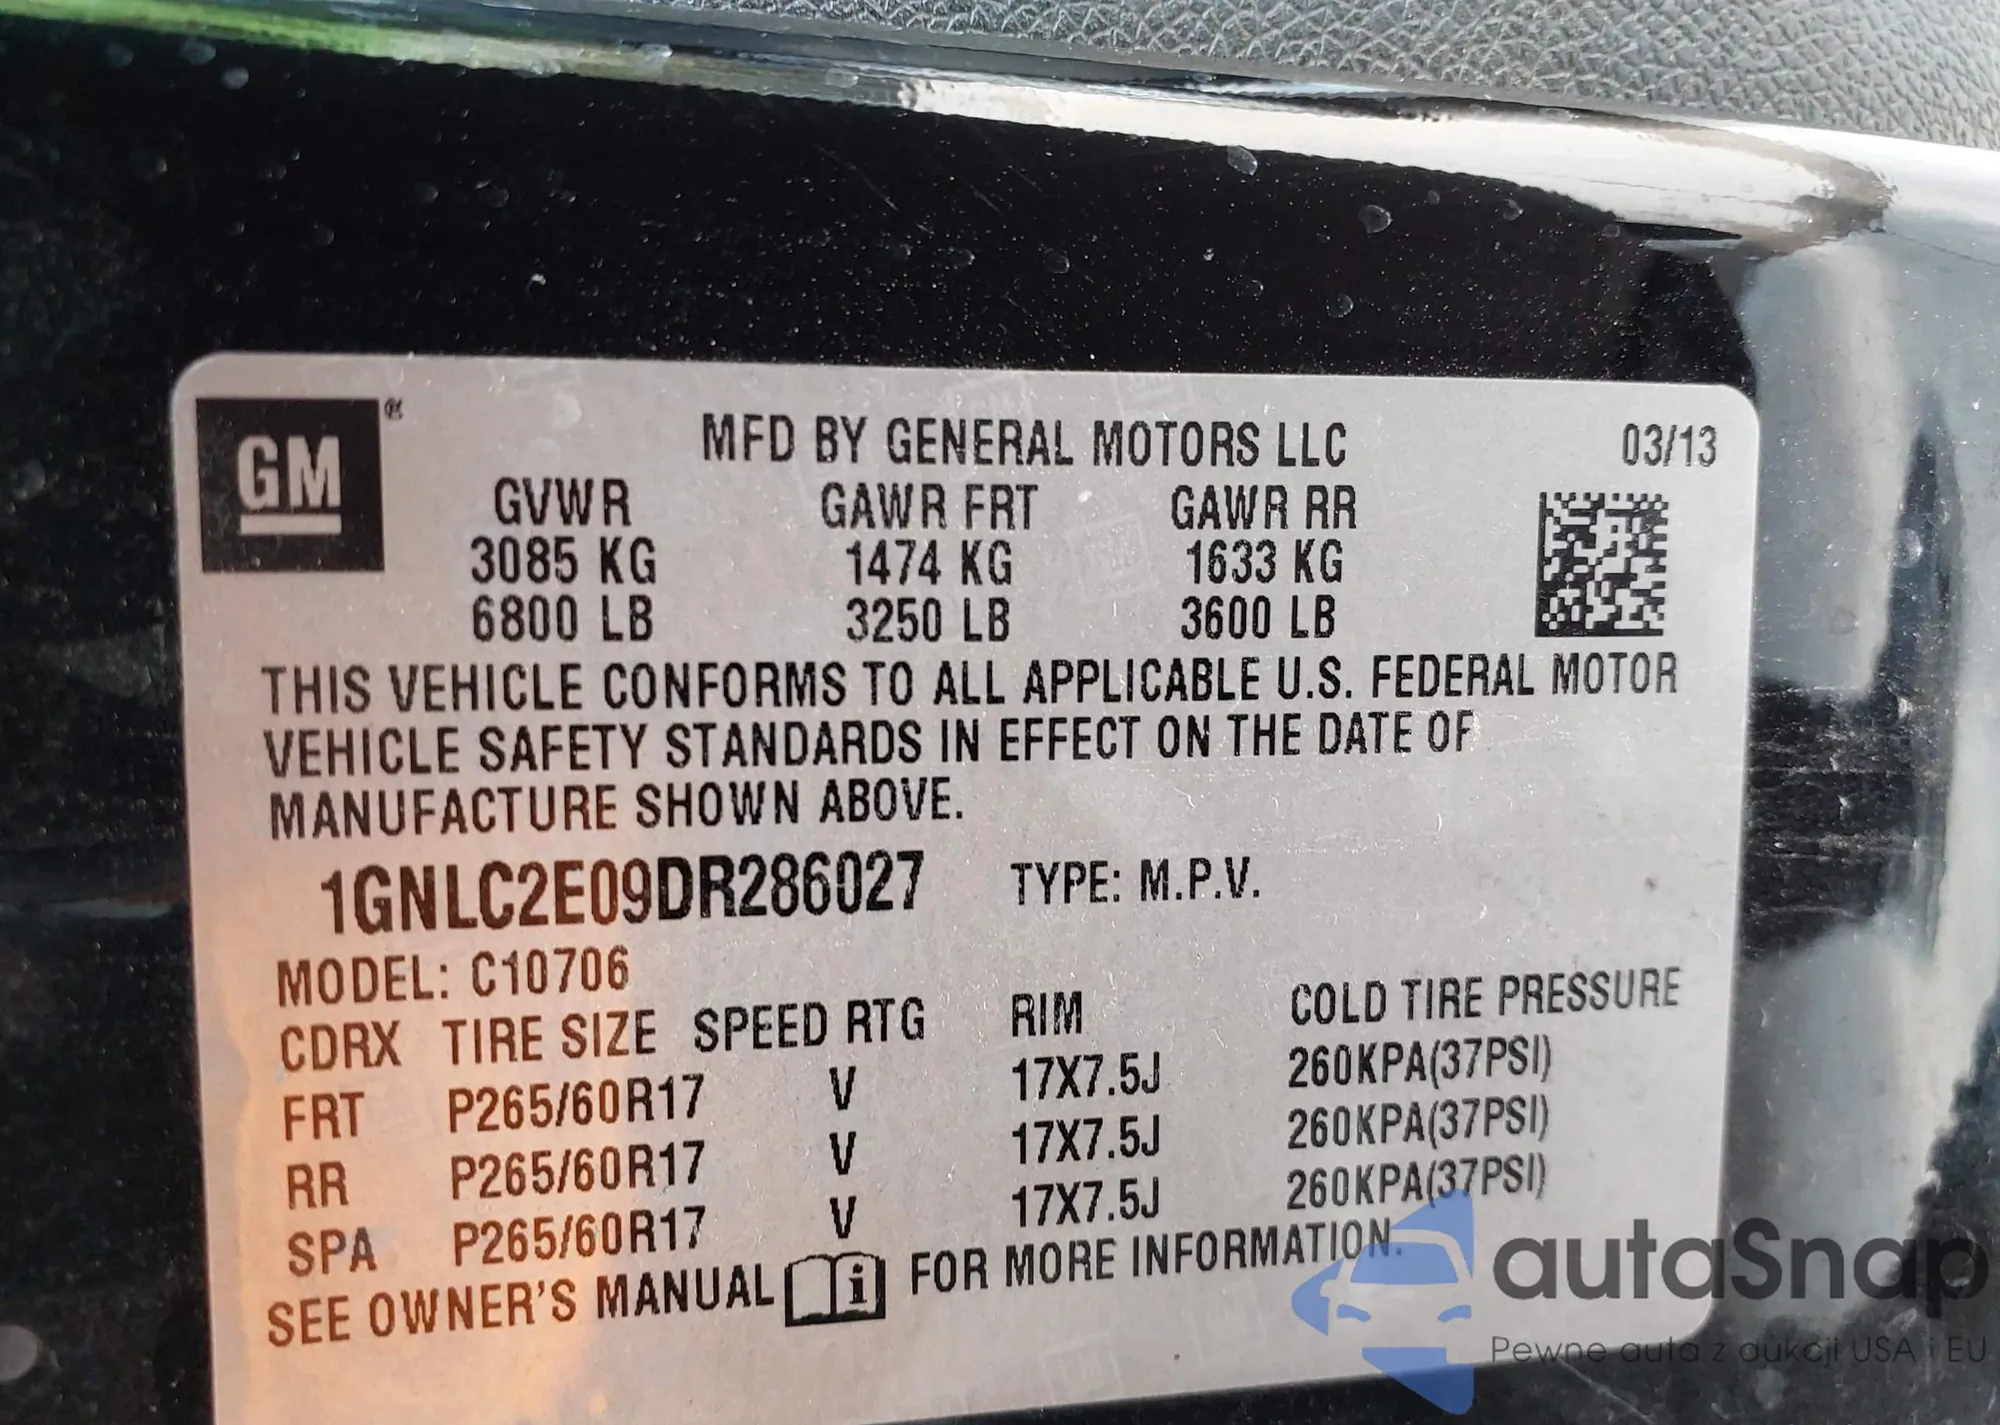 GM ®
MFD BY GENERAL MOTORS LLC 03/13
GVWR GAWR FRT GAWR RR
3085 KG 1474 KG 1633 KG
6800 LB 3250 LB 3600 LB
THIS VEHICLE CONFORMS TO ALL APPLICABLE U.S. FEDERAL MOTOR
VEHICLE SAFETY STANDARDS IN EFFECT ON THE DATE OF
MANUFACTURE SHOWN ABOVE.
1GNLC2E09DR286027 TYPE: M.P.V.
MODEL: C10706
CDRX TIRE SIZE SPEED RTG RIM COLD TIRE PRESSURE
FRT P265/60R17 V 17X7.5J 260KPA(37PSI)
RR P265/60R17 V 17X7.5J 260KPA(37PSI)
SPA P265/60R17 V 17X7.5J 260KPA(37PSI)
SEE OWNER'S MANUAL i FOR MORE INFORMATION.
autaSnap
Pewne auta z aukcji USA i EU